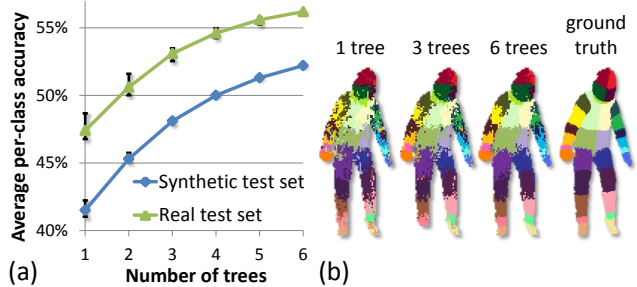 Average per-class accuracy
55%
50%
45%
40%
Synthetic test set
Real test set
1 2 3 4 5 6
Number of trees
(a)
1 tree 3 trees 6 trees ground truth
(b)